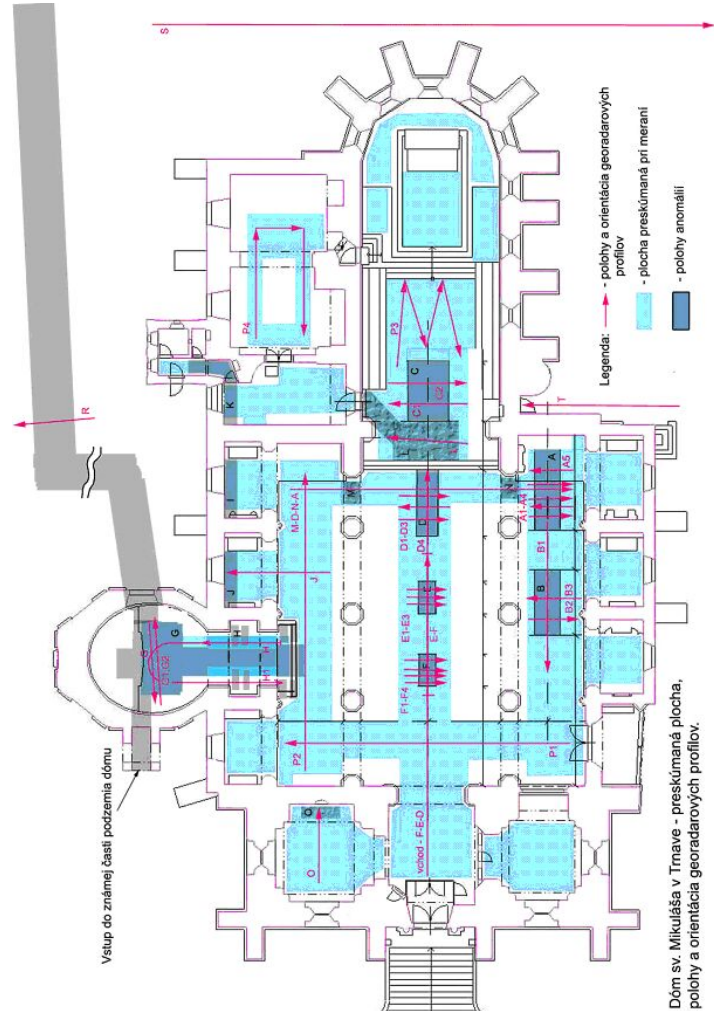 Vstup do známej časti podzemia dómu
S
R
P4
K
I
J
J
M-D-N-A
M
G
G
G1,G2
H
H
H1
P2
O
O
P3
C
C1
C2
L
D1-D3
D
D4
E1-E3
E
E-F
F
F1-F4
vchod - F-E-D
T
N
A
A5
A1-A4
B1
B
B2
B3
P1
Legenda:
- polohy a orientácia georadarových
profilov
- plocha preskúmaná pri meraní
- polohy anomálií
Dóm sv. Mikuláša v Trnave - preskúmaná plocha,
polohy a orientácia georadarových profilov.